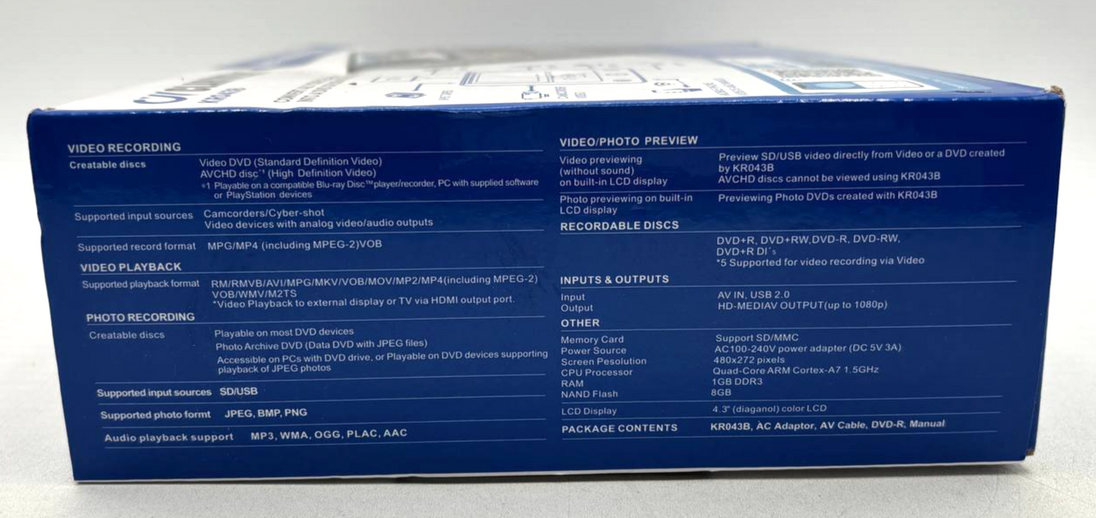 VIDEO RECORDING
Creatable discs
Video DVD (Standard Definition Video)
AVCHD disc*1 (High Definition Video)
*1 Playable on a compatible Blu-ray Disc™player/recorder, PC with supplied software
or PlayStation devices
Supported input sources
Camcorders/Cyber-shot
Video devices with analog video/audio outputs
Supported record format
MPG/MP4 (including MPEG-2)VOB
VIDEO PLAYBACK
Supported playback format
RM/RMVB/AVI/MPG/MKV/VOB/MOV/MP2/MP4(including MPEG-2)
VOB/WMV/M2TS
*Video Playback to external display or TV via HDMI output port.
PHOTO RECORDING
Creatable discs
Playable on most DVD devices
Photo Archive DVD (Data DVD with JPEG files)
Accessible on PCs with DVD drive, or Playable on DVD devices supporting
playback of JPEG photos
Supported input sources SD/USB
Supported photo formt JPEG, BMP, PNG
Audio playback support MP3, WMA, OGG, PLAC, AAC
VIDEO/PHOTO PREVIEW
Video previewing
(without sound)
on built-in LCD display
Preview SD/USB video directly from Video or a DVD created
by KR043B
AVCHD discs cannot be viewed using KR043B
Photo previewing on built-in
LCD display
Previewing Photo DVDs created with KR043B
RECORDABLE DISCS
DVD+R, DVD+RW,DVD-R, DVD-RW,
DVD+R DI`s
*5 Supported for video recording via Video
INPUTS & OUTPUTS
Input AV IN, USB 2.0
Output HD-MEDIAV OUTPUT(up to 1080p)
OTHER
Memory Card Support SD/MMC
Power Source AC100-240V power adapter (DC 5V 3A)
Screen Pesolution 480x272 pixels
CPU Processor Quad-Core ARM Cortex-A7 1.5GHz
RAM 1GB DDR3
NAND Flash 8GB
LCD Display 4.3" (diaganol) color LCD
PACKAGE CONTENTS KR043B, AC Adaptor, AV Cable, DVD-R, Manual